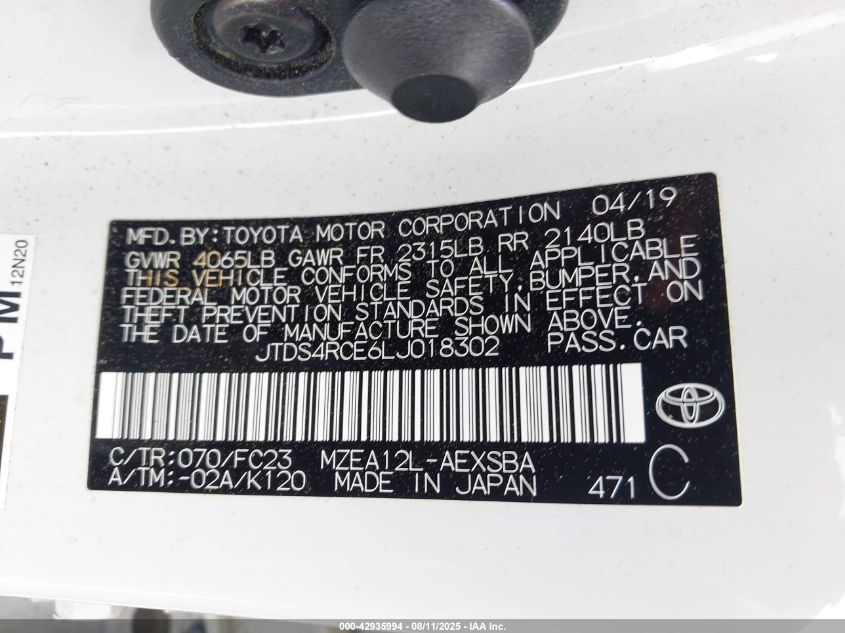 MFD. BY: TOYOTA MOTOR CORPORATION 04/19
GVWR 4065LB GAWR FR 2315LB RR 2140LB
THIS VEHICLE CONFORMS TO ALL APPLICABLE
FEDERAL MOTOR VEHICLE SAFETY, BUMPER, AND
THEFT PREVENTION STANDARDS IN EFFECT ON
THE DATE OF MANUFACTURE SHOWN ABOVE.
JTDS4RCE6LJ018302 PASS. CAR
C/TR: 070/FC23 MZEA12L-AEXSBA
A/TM: -02A/K120 MADE IN JAPAN 471 C
PM
12N20
000-42935994 - 08/11/2025 - IAA Inc.